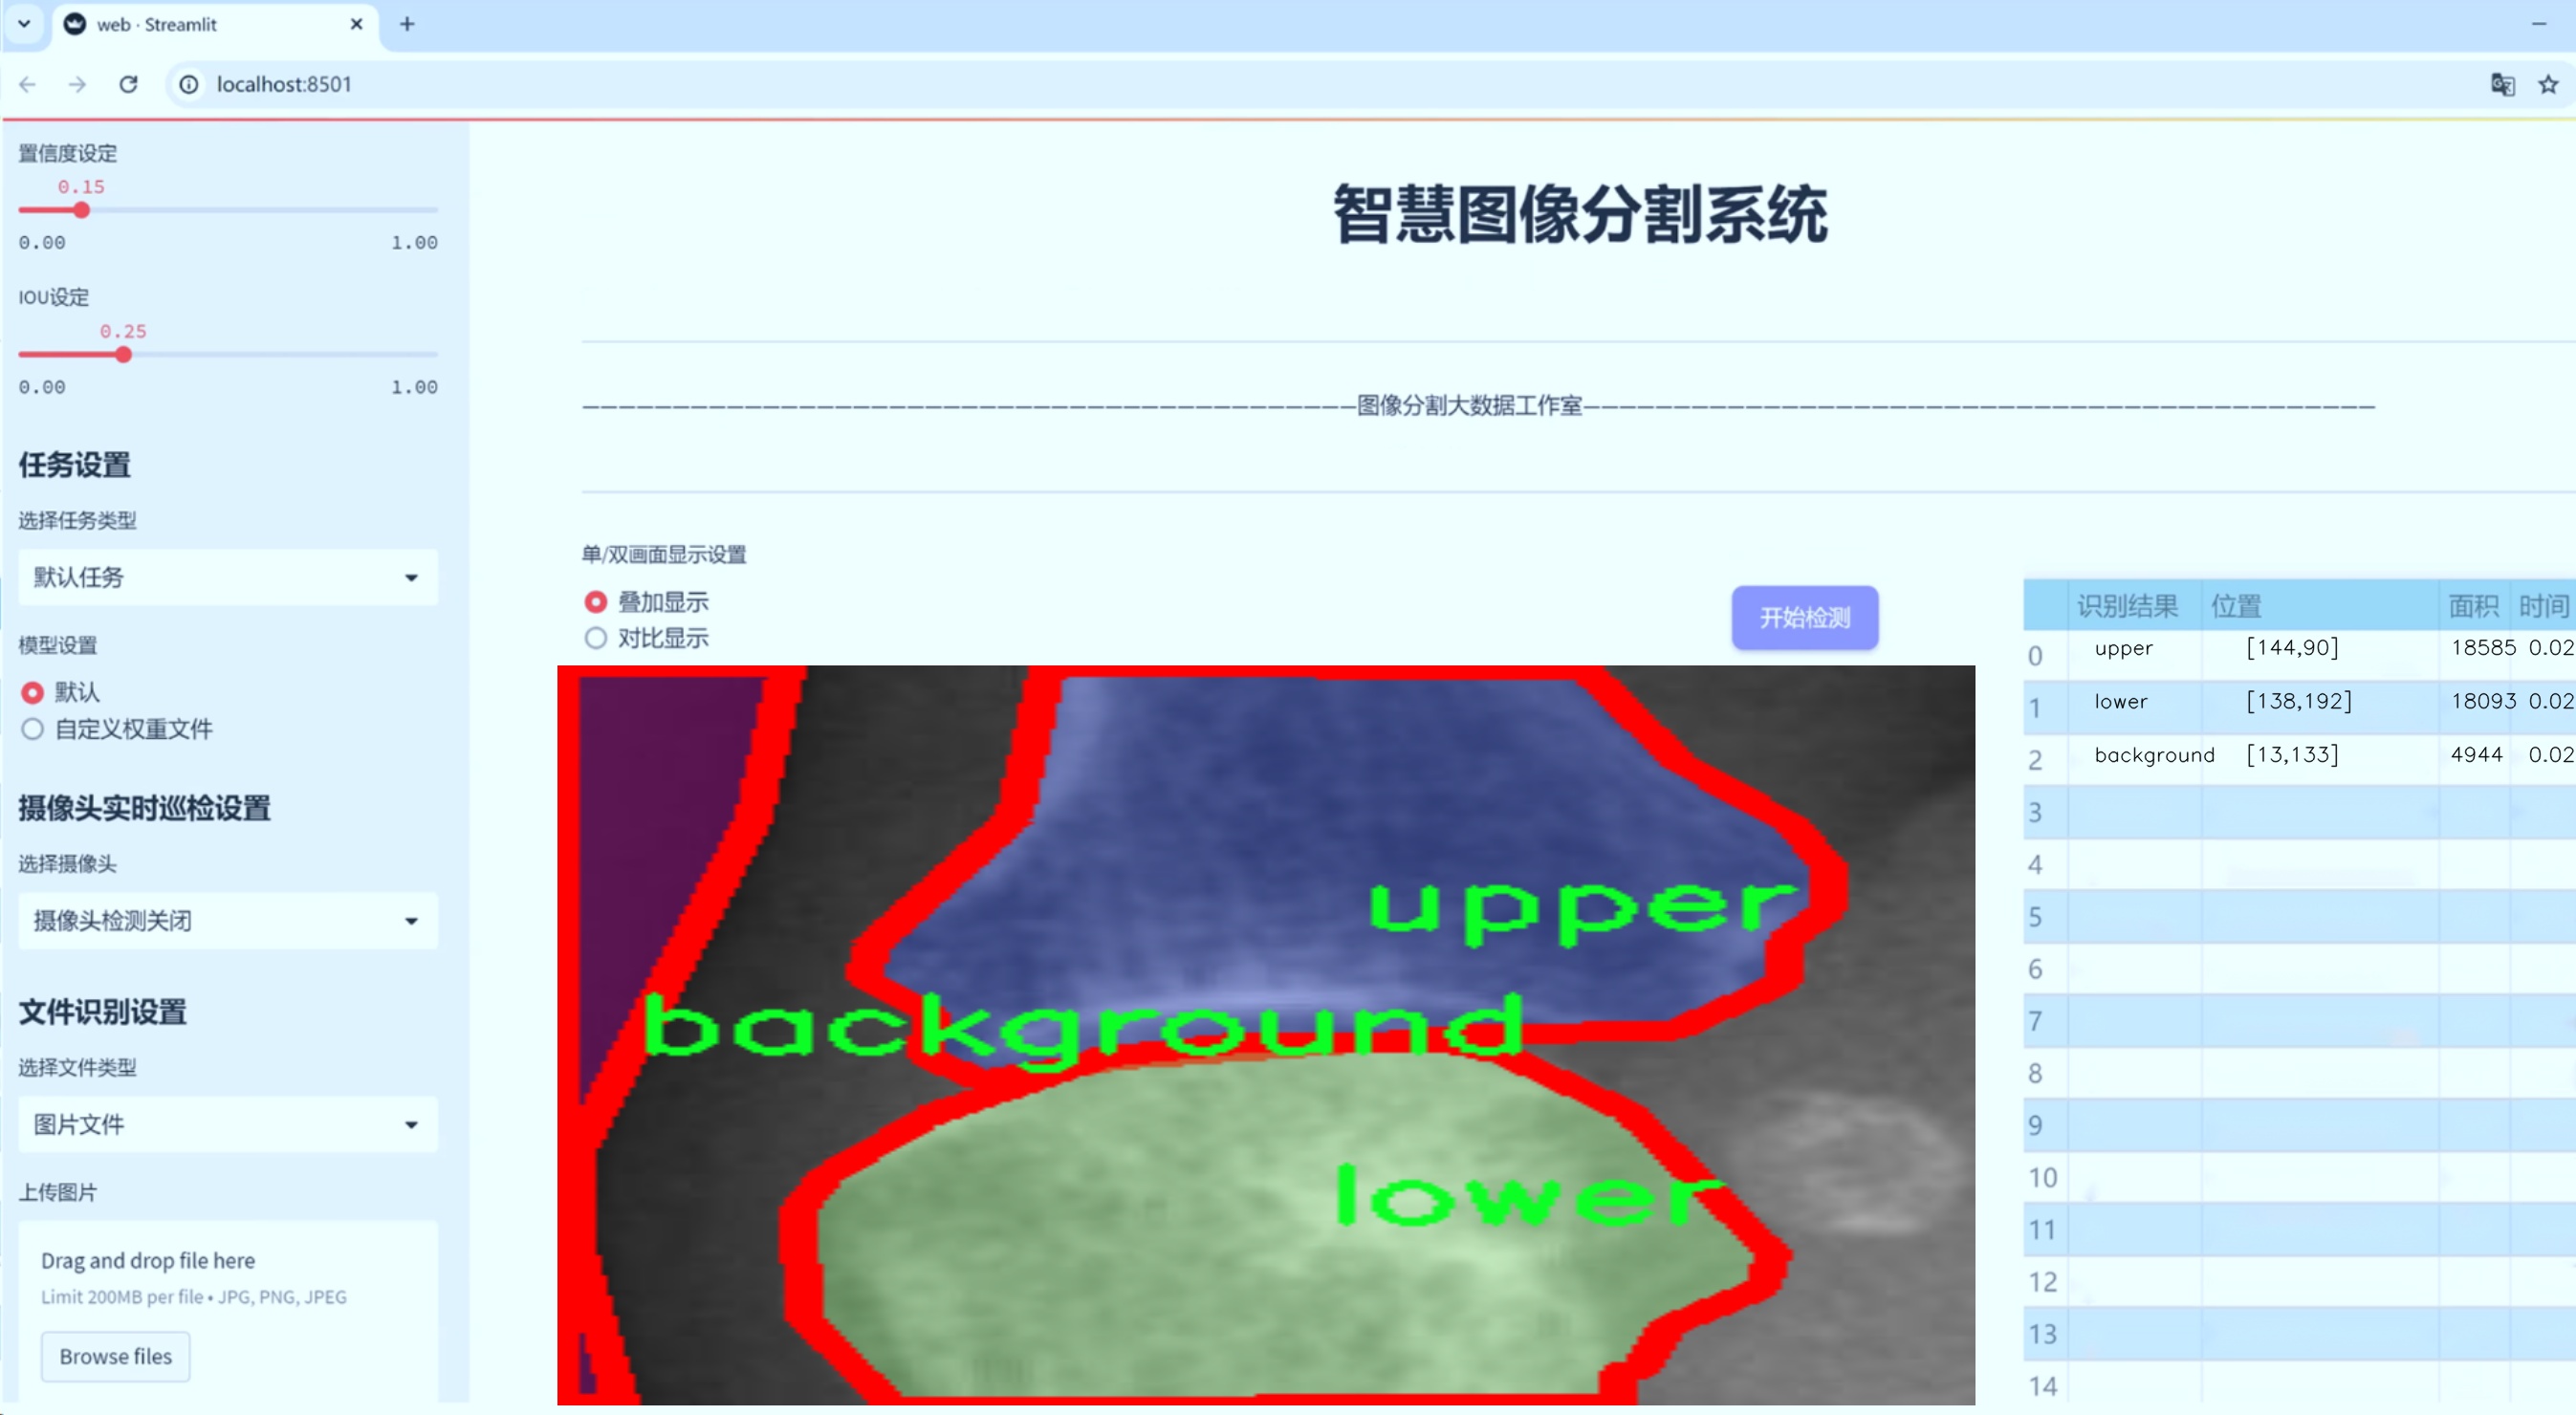 web · Streamlit
localhost:8501
置信度设定
0.15
0.00 1.00
IOU设定
0.25
0.00 1.00
任务设置
选择任务类型
默认任务
模型设置
默认
自定义权重文件
摄像头实时巡检设置
选择摄像头
摄像头检测关闭
文件识别设置
选择文件类型
图片文件
上传图片
Drag and drop file here
Limit 200MB per file • JPG, PNG, JPEG
Browse files
智慧图像分割系统
图像分割大数据工作室
单/双画面显示设置
叠加显示
对比显示
开始检测
upper
background
lower
识别结果 位置 面积 时间
0 upper [144,90] 18585 0.02
1 lower [138,192] 18093 0.02
2 background [13,133] 4944 0.02
3
4
5
6
7
8
9
10
11
12
13
14